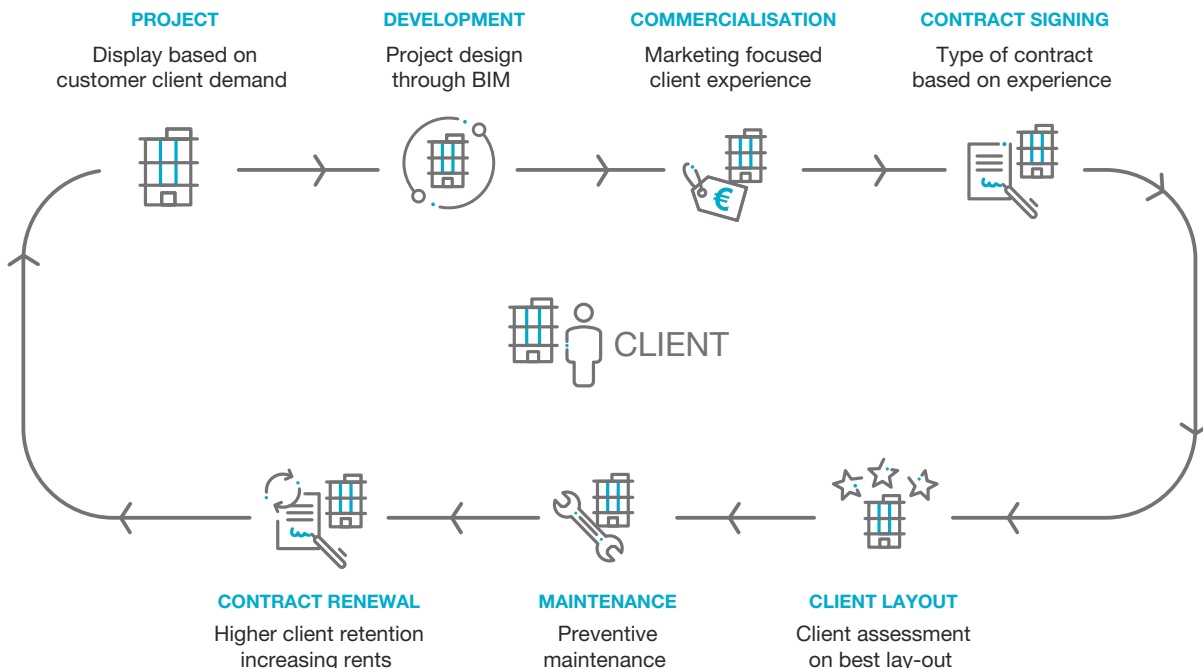 PROJECT
Display based on
customer client demand
DEVELOPMENT
Project design
through BIM
COMMERCIALISATION
Marketing focused
client experience
CONTRACT SIGNING
Type of contract
based on experience
€
CLIENT
CONTRACT RENEWAL
Higher client retention
increasing rents
MAINTENANCE
Preventive
maintenance
CLIENT LAYOUT
Client assessment
on best lay-out